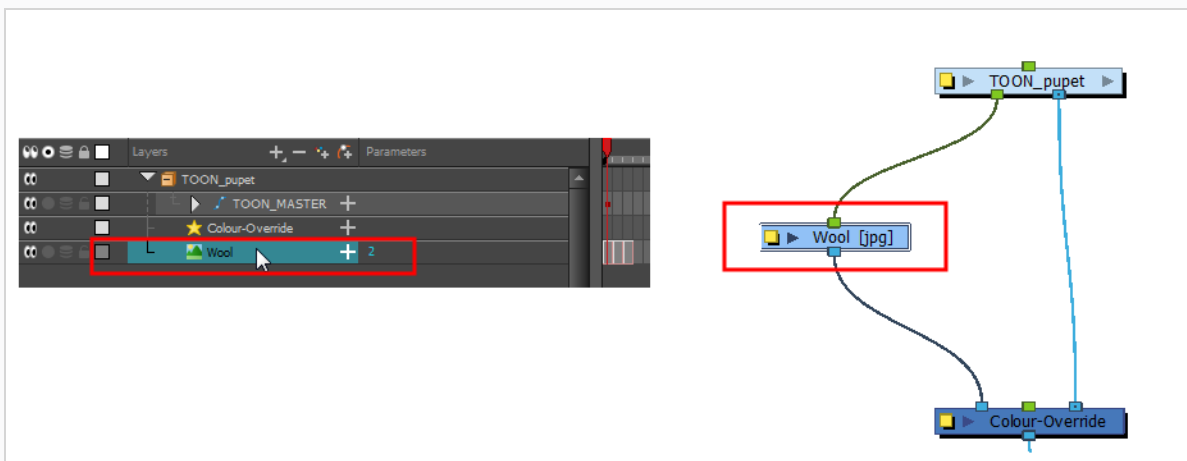 Layers Parameters
TOON_pupet
TOON_MASTER
Colour-Override
Wool 2
TOON_pupet
Wool [jpg]
Colour-Override